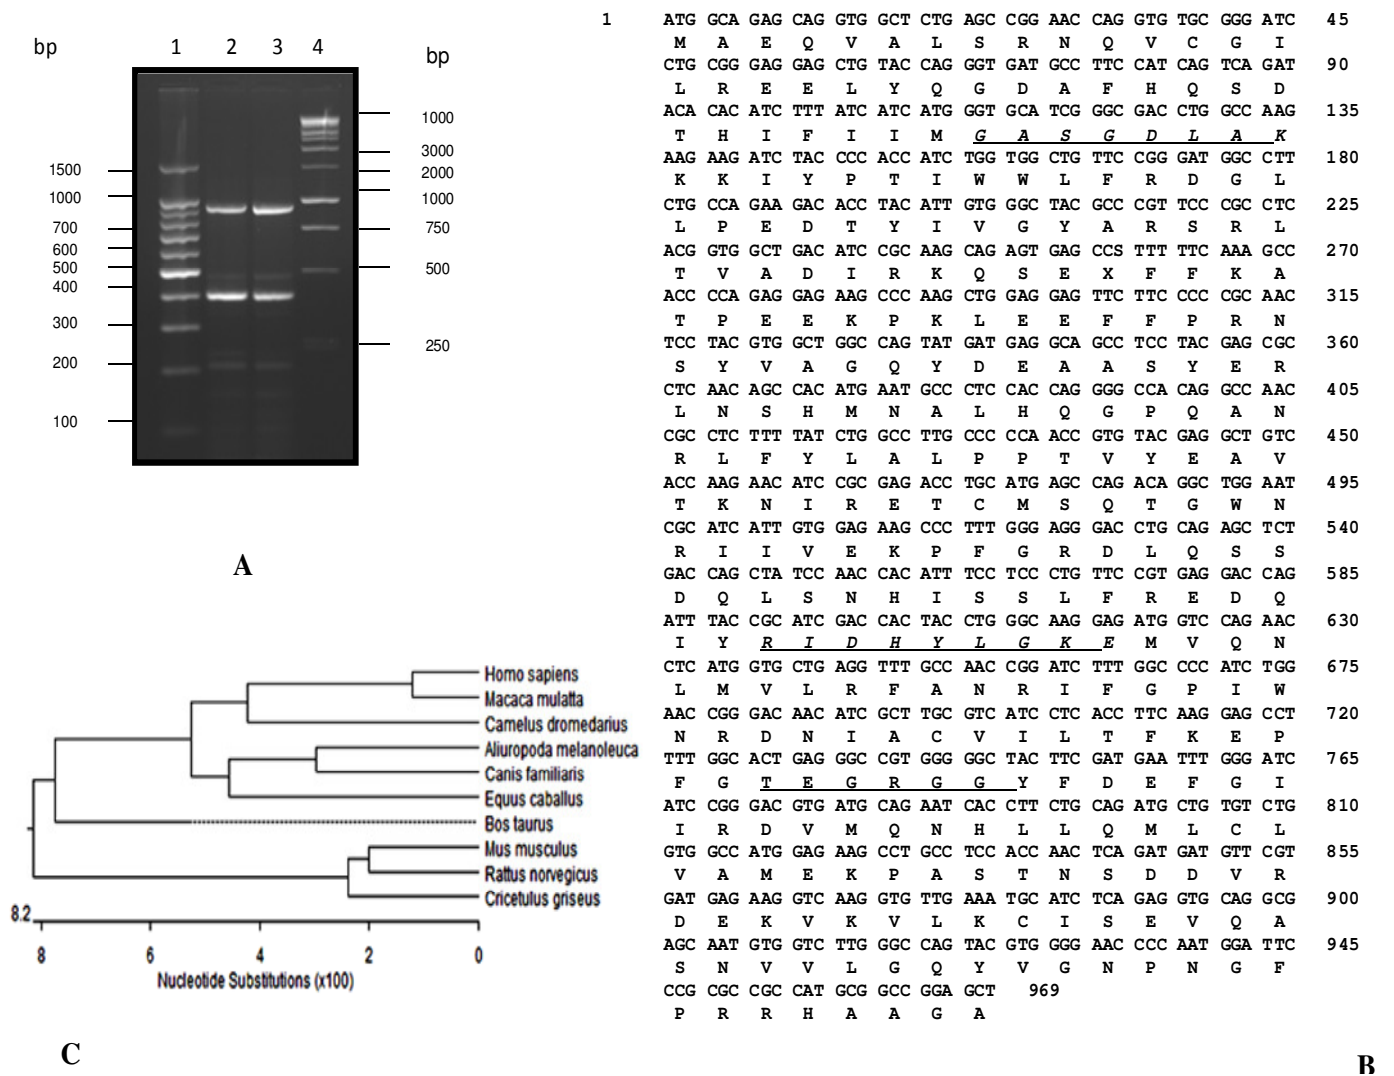 bp
1 2 3 4
bp
1500
1000
700
600
500
400
300
200
100
1000
3000
2000
1000
750
500
250
A
1 ATG GCA GAG CAG GTG GCT CTG AGC CGG AAC CAG GTG TGC GGG ATC 45
M A E Q V A L S R N Q V C G I
CTG CGG GAG GAG CTG TAC CAG GGT GAT GCC TTC CAT CAG TCA GAT 90
L R E E L Y Q G D A F H Q S D
ACA CAC ATC TTT ATC ATC ATG GGT GCA TCG GGC GAC CTG GCC AAG 135
T H I F I I M G A S G D L A K
AAG AAG ATC TAC CCC ACC ATC TGG TGG CTG TTC CGG GAT GGC CTT 180
K K I Y P T I W W L F R D G L
CTG CCA GAA GAC ACC TAC ATT GTG GGC TAC GCC CGT TCC CGC CTC 225
L P E D T Y I V G Y A R S R L
ACG GTG GCT GAC ATC CGC AAG CAG AGT GAG CCS TTT TTC AAA GCC 270
T V A D I R K Q S E X F F K A
ACC CCA GAG GAG AAG CCC AAG CTG GAG GAG TTC TTC CCC CGC AAC 315
T P E E K P K L E E F F P R N
TCC TAC GTG GCT GGC CAG TAT GAT GAG GCA GCC TCC TAC GAG CGC 360
S Y V A G Q Y D E A A S Y E R
CTC AAC AGC CAC ATG AAT GCC CTC CAC CAG GGG CCA CAG GCC AAC 405
L N S H M N A L H Q G P Q A N
CGC CTC TTT TAT CTG GCC TTG CCC CCA ACC GTG TAC GAG GCT GTC 450
R L F Y L A L P P T V Y E A V
ACC AAG AAC ATC CGC GAG ACC TGC ATG AGC CAG ACA GGC TGG AAT 495
T K N I R E T C M S Q T G W N
CGC ATC ATT GTG GAG AAG CCC TTT GGG AGG GAC CTG CAG AGC TCT 540
R I I V E K P F G R D L Q S S
GAC CAG CTA TCC AAC CAC ATT TCC TCC CTG TTC CGT GAG GAC CAG 585
D Q L S N H I S S L F R E D Q
ATT TAC CGC ATC GAC CAC TAC CTG GGC AAG GAG ATG GTC CAG AAC 630
I Y R I D H Y L G K E M V Q N
CTC ATG GTG CTG AGG TTT GCC AAC CGG ATC TTT GGC CCC ATC TGG 675
L M V L R F A N R I F G P I W
AAC CGG GAC AAC ATC GCT TGC GTC ATC CTC ACC TTC AAG GAG CCT 720
N R D N I A C V I L T F K E P
TTT GGC ACT GAG GGC CGT GGG GGC TAC TTC GAT GAA TTT GGG ATC 765
F G T E G R G G Y F D E F G I
ATC CGG GAC GTG ATG CAG AAT CAC CTT CTG CAG ATG CTG TGT CTG 810
I R D V M Q N H L L Q M L C L
GTG GCC ATG GAG AAG CCT GCC TCC ACC AAC TCA GAT GAT GTT CGT 855
V A M E K P A S T N S D D V R
GAT GAG AAG GTC AAG GTG TTG AAA TGC ATC TCA GAG GTG CAG GCG 900
D E K V K V L K C I S E V Q A
AGC AAT GTG GTC TTG GGC CAG TAC GTG GGG AAC CCC AAT GGA TTC 945
S N V V L G Q Y V G N P N G F
CCG CGC CGC CAT GCG GCC GGA GCT 969
P R R H A A G A
B
Homo sapiens
Macaca mulatta
Camelus dromedarius
Aliuropoda melanoleuca
Canis familiaris
Equus caballus
Bos taurus
Mus musculus
Rattus norvegicus
Cricetulus griseus
8.2
8 6 4 2 0
Nucleotide Substitutions (x100)
C